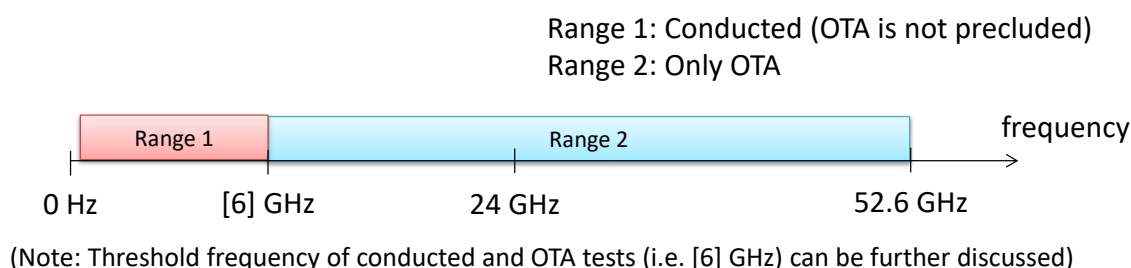 Range 1: Conducted (OTA is not precluded)
Range 2: Only OTA
Range 1
Range 2
frequency
0 Hz
[6] GHz
24 GHz
52.6 GHz
(Note: Threshold frequency of conducted and OTA tests (i.e. [6] GHz) can be further discussed)